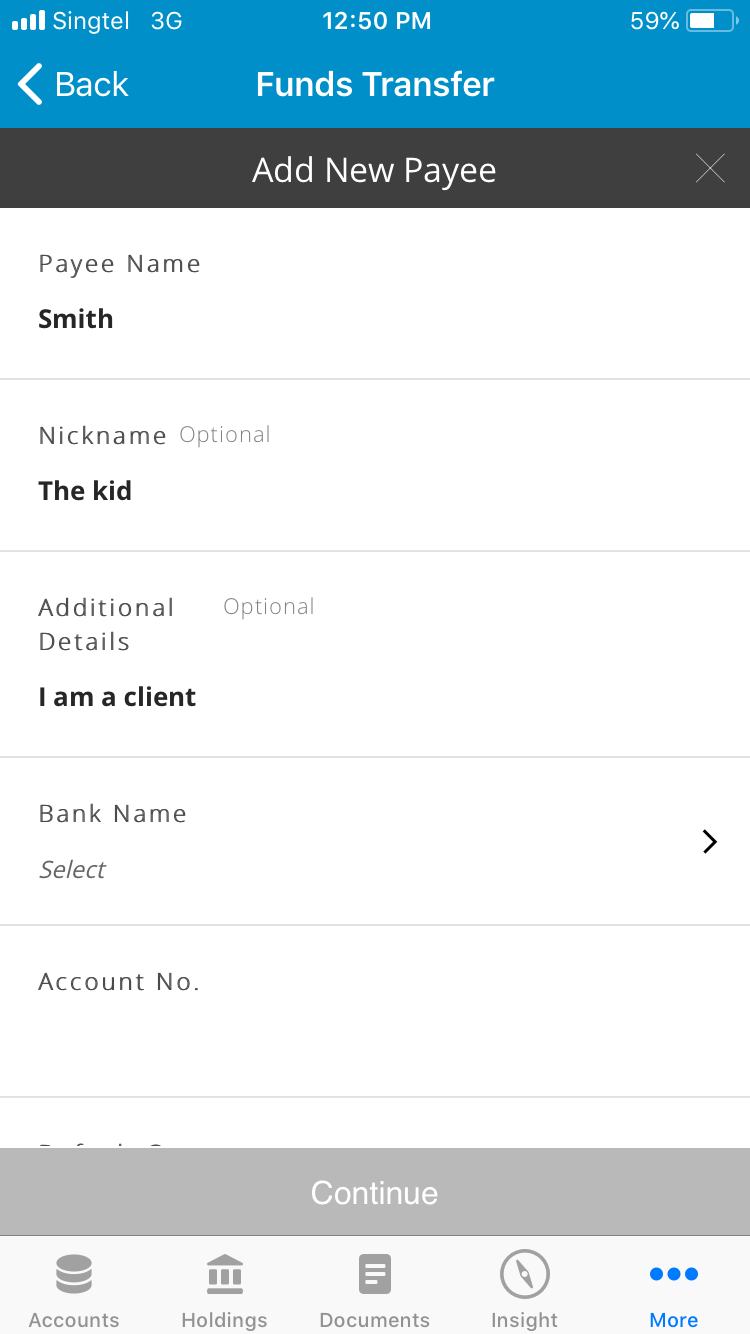 Singtel 3G 12:50 PM 59%
Back Funds Transfer
Add New Payee
Payee Name
Smith
Nickname Optional
The kid
Additional Optional
Details
I am a client
Bank Name
Select
Account No.
Continue
Accounts Holdings Documents Insight More